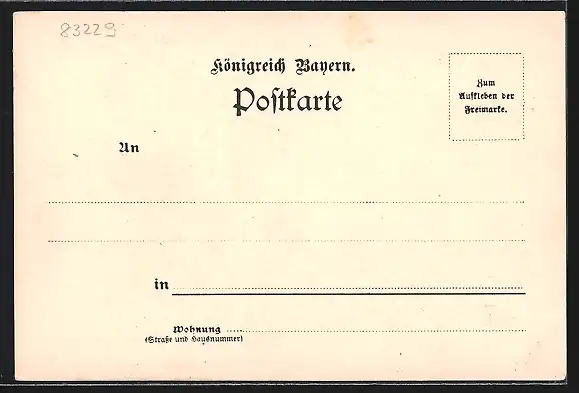 83229
Königreich Bayern.
Postkarte
Zum
Aufkleben der
Freimarke.
An
in
Wohnung
(Straße und Hausnummer)